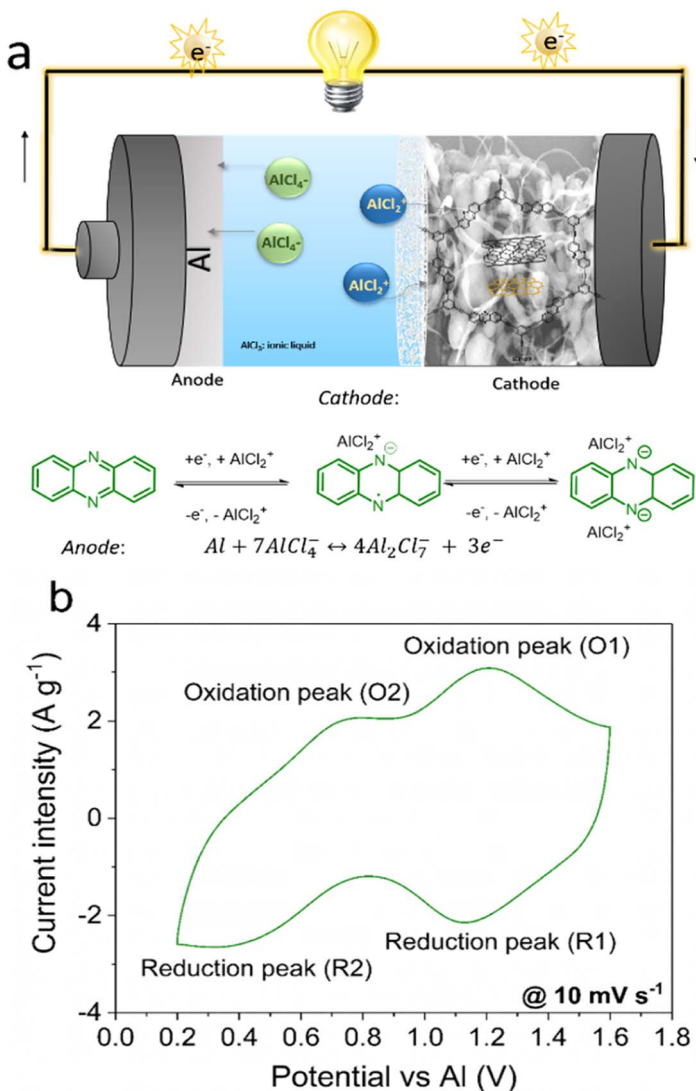 a
e-
e-
AlCl4-
AlCl4-
AlCl2+
AlCl2+
Al
AlCl3: ionic liquid
Anode
Cathode
Cathode:
N
N
+e-, + AlCl2+
-e-, - AlCl2+
AlCl2+
N
N
+e-, + AlCl2+
-e-, - AlCl2+
AlCl2+
N
N
AlCl2+
Anode: Al + 7AlCl4- ↔ 4Al2Cl7- + 3e-
b
4
2
0
-2
-4
Current intensity (A g-1)
Oxidation peak (O1)
Oxidation peak (O2)
Reduction peak (R1)
Reduction peak (R2)
@ 10 mV s-1
0.0 0.2 0.4 0.6 0.8 1.0 1.2 1.4 1.6 1.8
Potential vs Al (V)